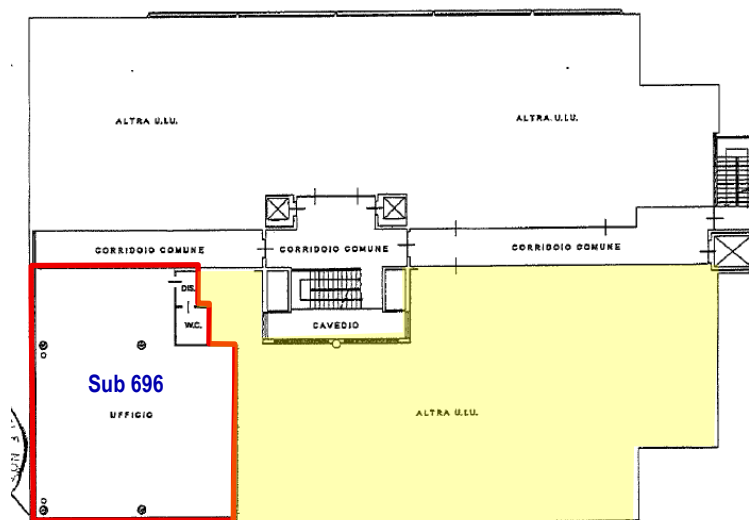 ALTRA U.I.U.
ALTRA U.I.U.
CORRIDOIO COMUNE
CORRIDOIO COMUNE
CORRIDOIO COMUNE
DIS.
W.C.
CAVEDIO
Sub 696
UFFICIO
ALTRA U.I.U.